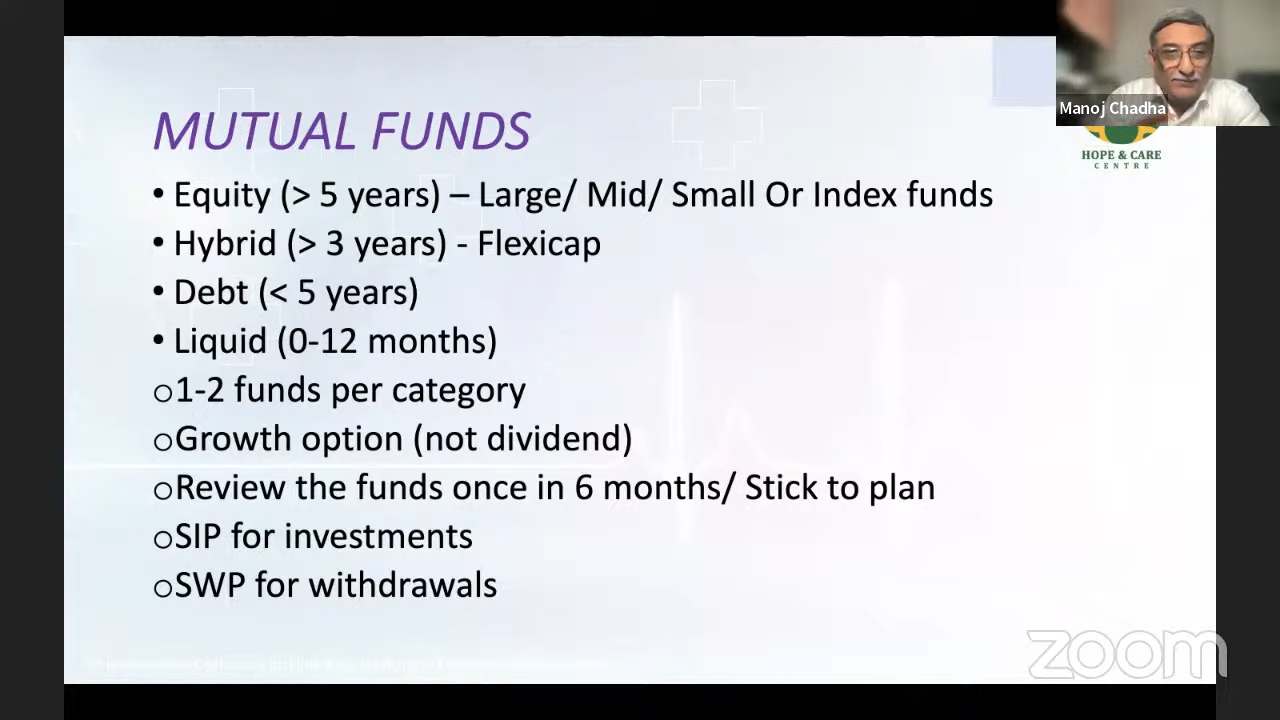 Manoj Chadha
HOPE & CARE
CENTRE
MUTUAL FUNDS
• Equity (> 5 years) – Large/ Mid/ Small Or Index funds
• Hybrid (> 3 years) - Flexicap
• Debt (< 5 years)
• Liquid (0-12 months)
o1-2 funds per category
oGrowth option (not dividend)
oReview the funds once in 6 months/ Stick to plan
oSIP for investments
oSWP for withdrawals
zoom